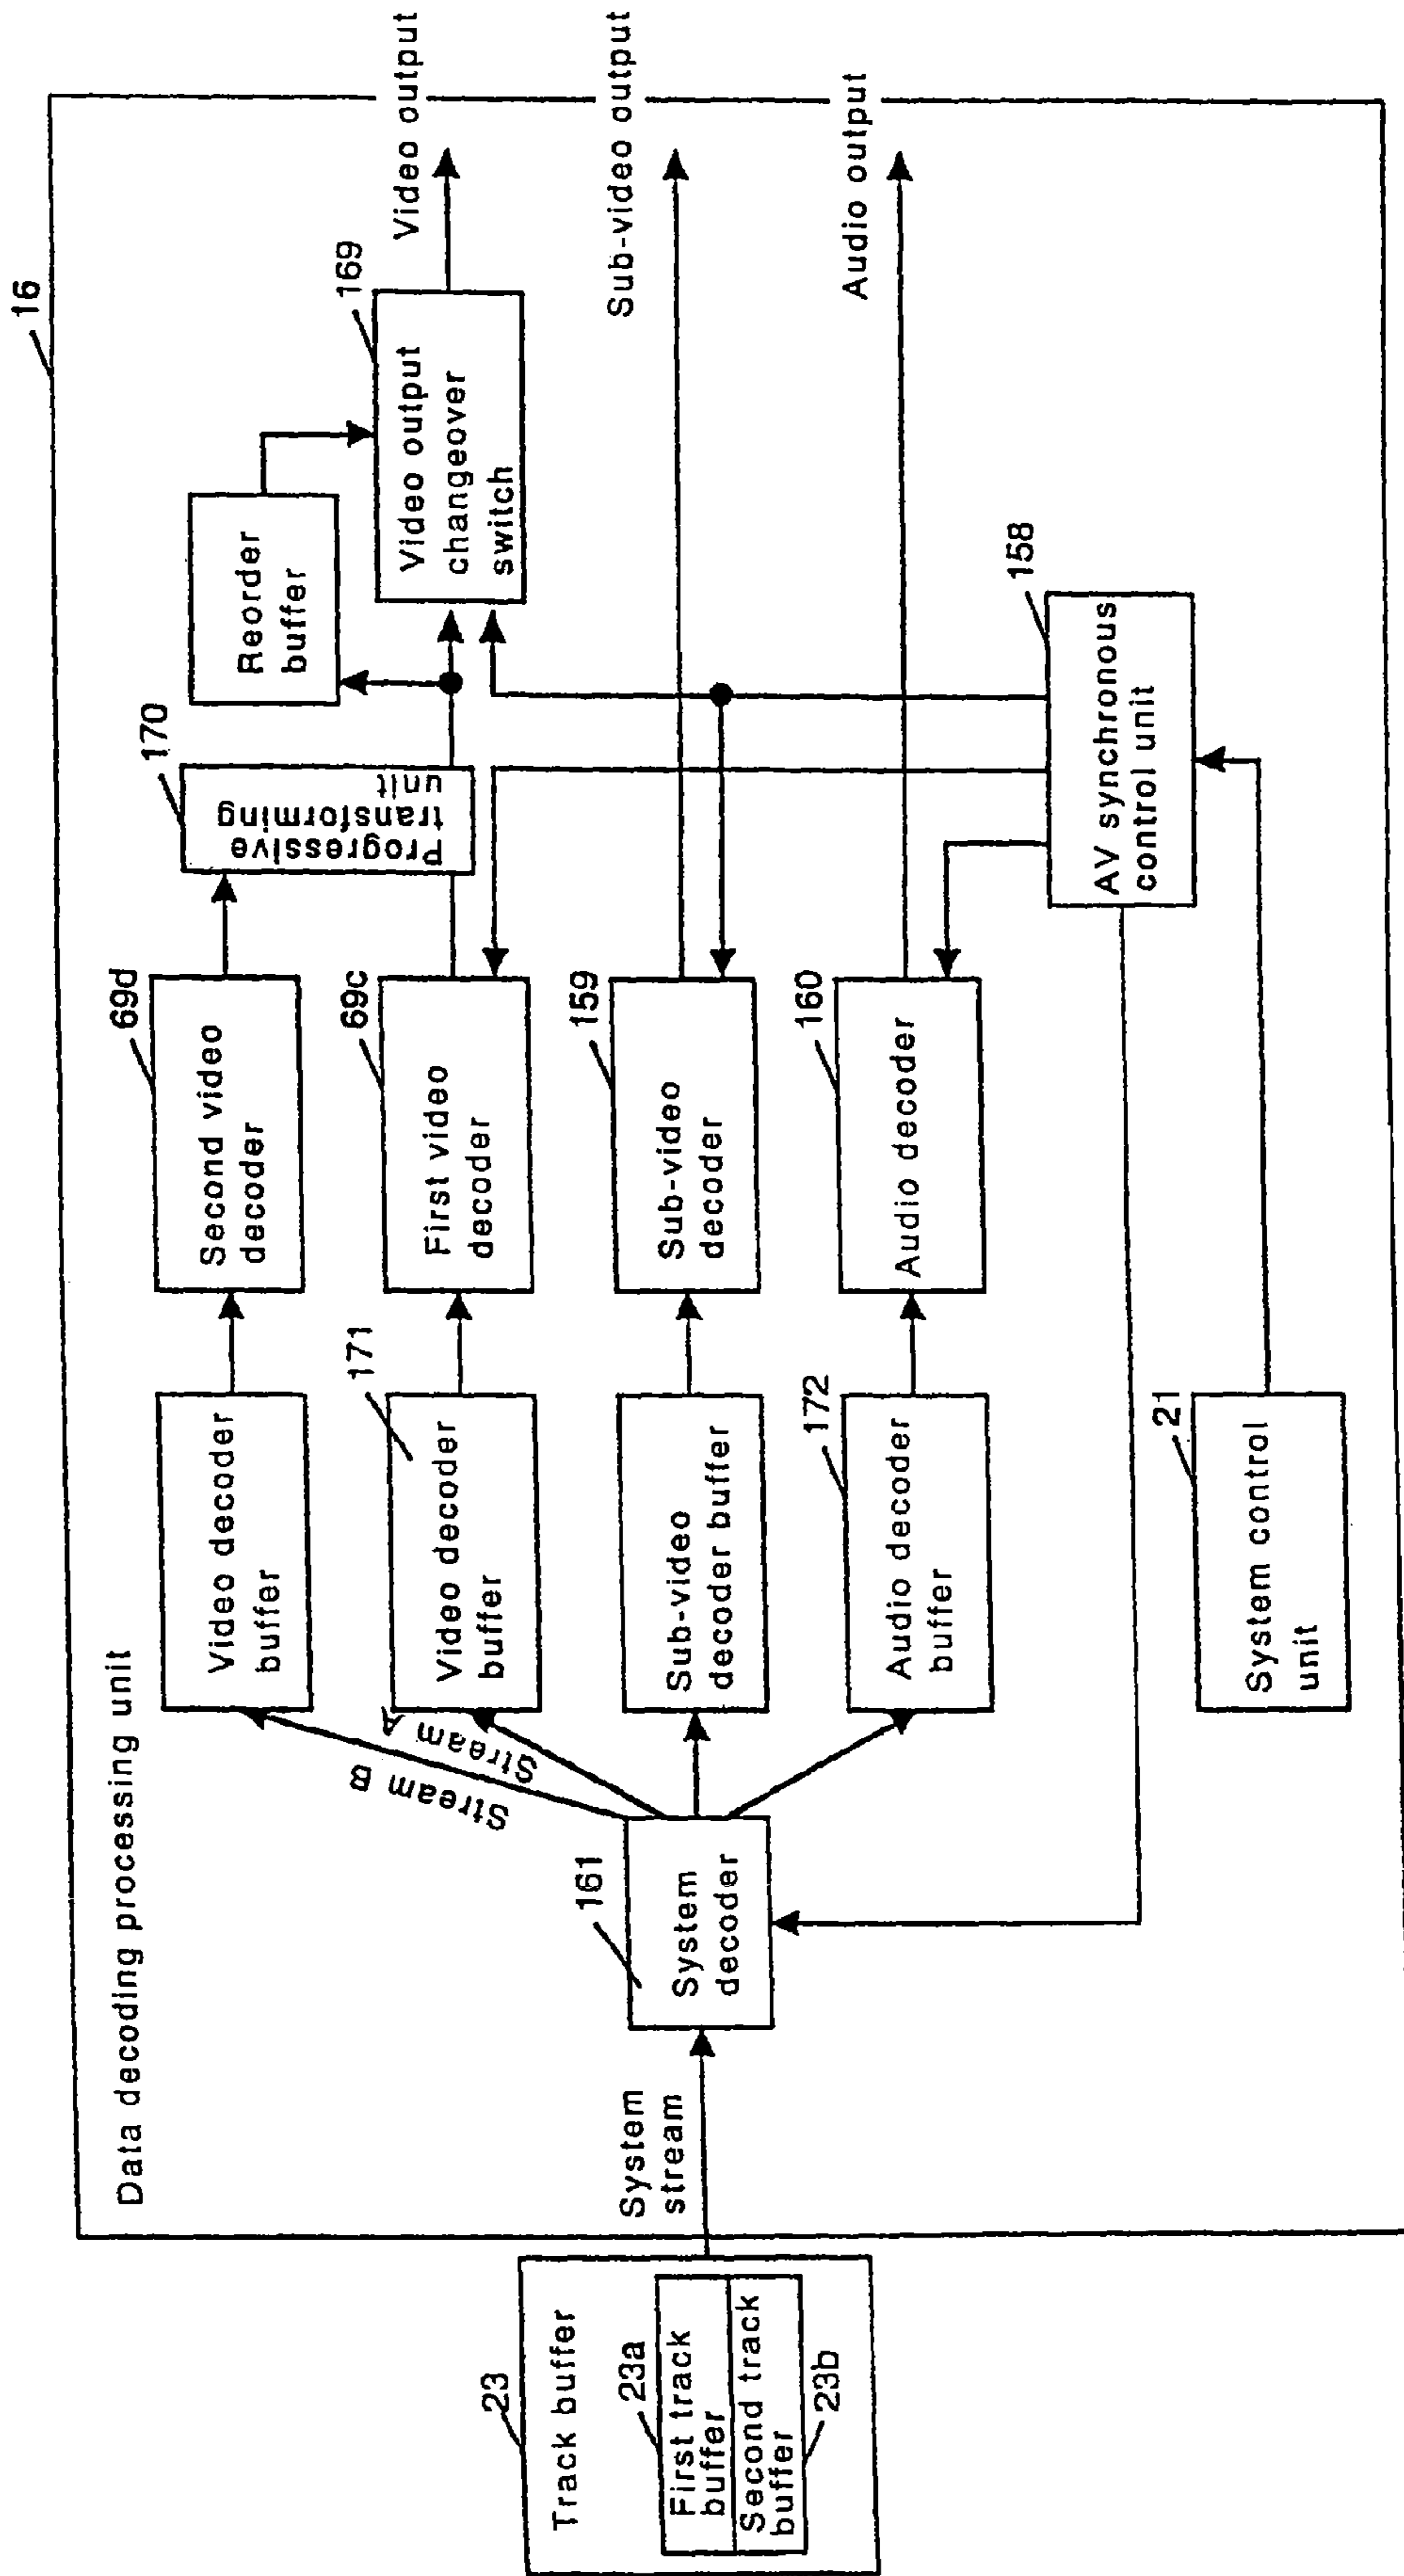 16
Data decoding processing unit
23
Track buffer
23a
First track
buffer
Second track
buffer
23b
System
stream
161
System
decoder
Stream B
Stream A
Video decoder
buffer
171
Video decoder
buffer
Sub-video
decoder buffer
172
Audio decoder
buffer
21
System control
unit
69d
Second video
decoder
69c
First video
decoder
159
Sub-video
decoder
160
Audio decoder
170
Progressive
transforming
unit
158
AV synchronous
control unit
Reorder
buffer
169
Video output
changeover
switch
Video output
Sub-video output
Audio output